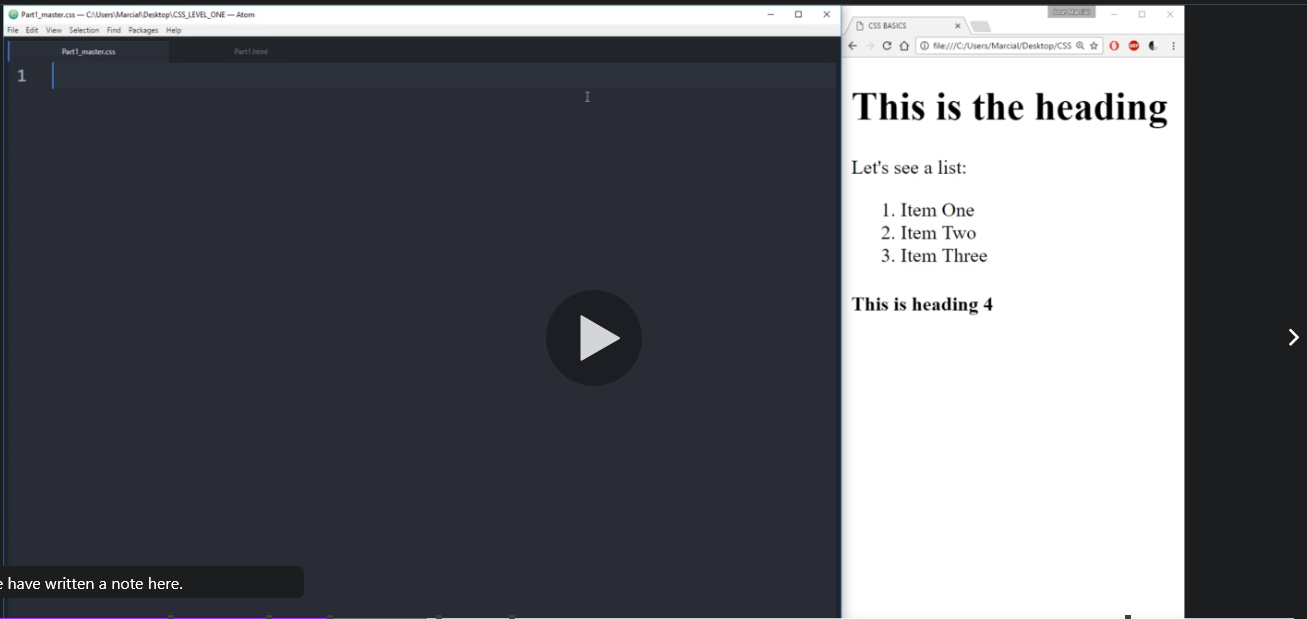 Part1_master.css — C:\Users\Marcial\Desktop\CSS_LEVEL_ONE — Atom
File Edit View Selection Find Packages Help
Part1_master.css Part1.html
1
CSS BASICS
file:///C:/Users/Marcial/Desktop/CSS
This is the heading
Let's see a list:
1. Item One
2. Item Two
3. Item Three
This is heading 4
e have written a note here.